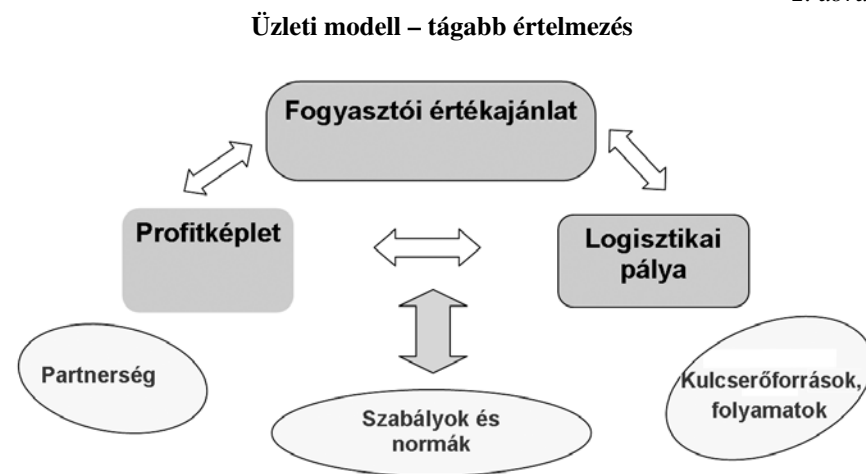 Üzleti modell – tágabb értelmezés
Fogyasztói értékajánlat
Profitképlet
Logisztikai
pálya
Partnerség
Szabályok és
normák
Kulcserőforrások,
folyamatok